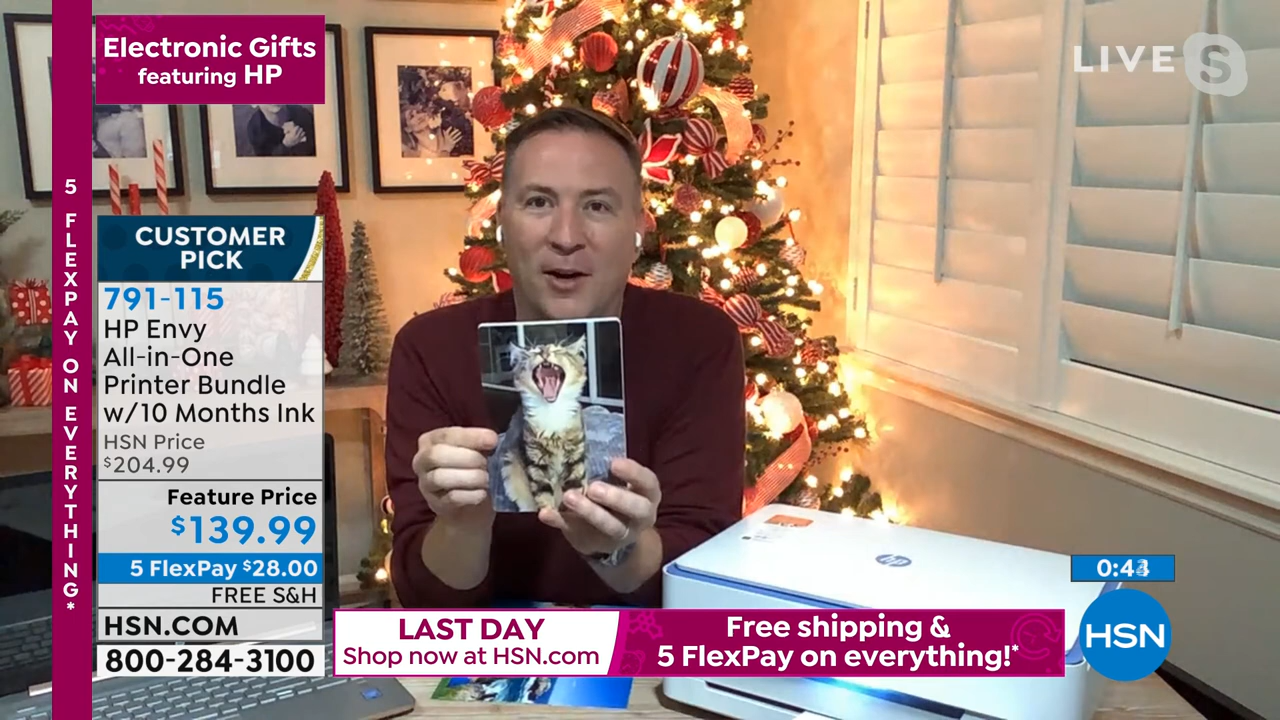 Electronic Gifts
featuring HP
LIVE S
5 FLEXPAY ON EVERYTHING*
CUSTOMER
PICK
791-115
HP Envy
All-in-One
Printer Bundle
w/10 Months Ink
HSN Price
$204.99
Feature Price
$139.99
5 FlexPay $28.00
FREE S&H
HSN.COM
800-284-3100
hp
LAST DAY
Shop now at HSN.com
Free shipping &
5 FlexPay on everything!*
HSN